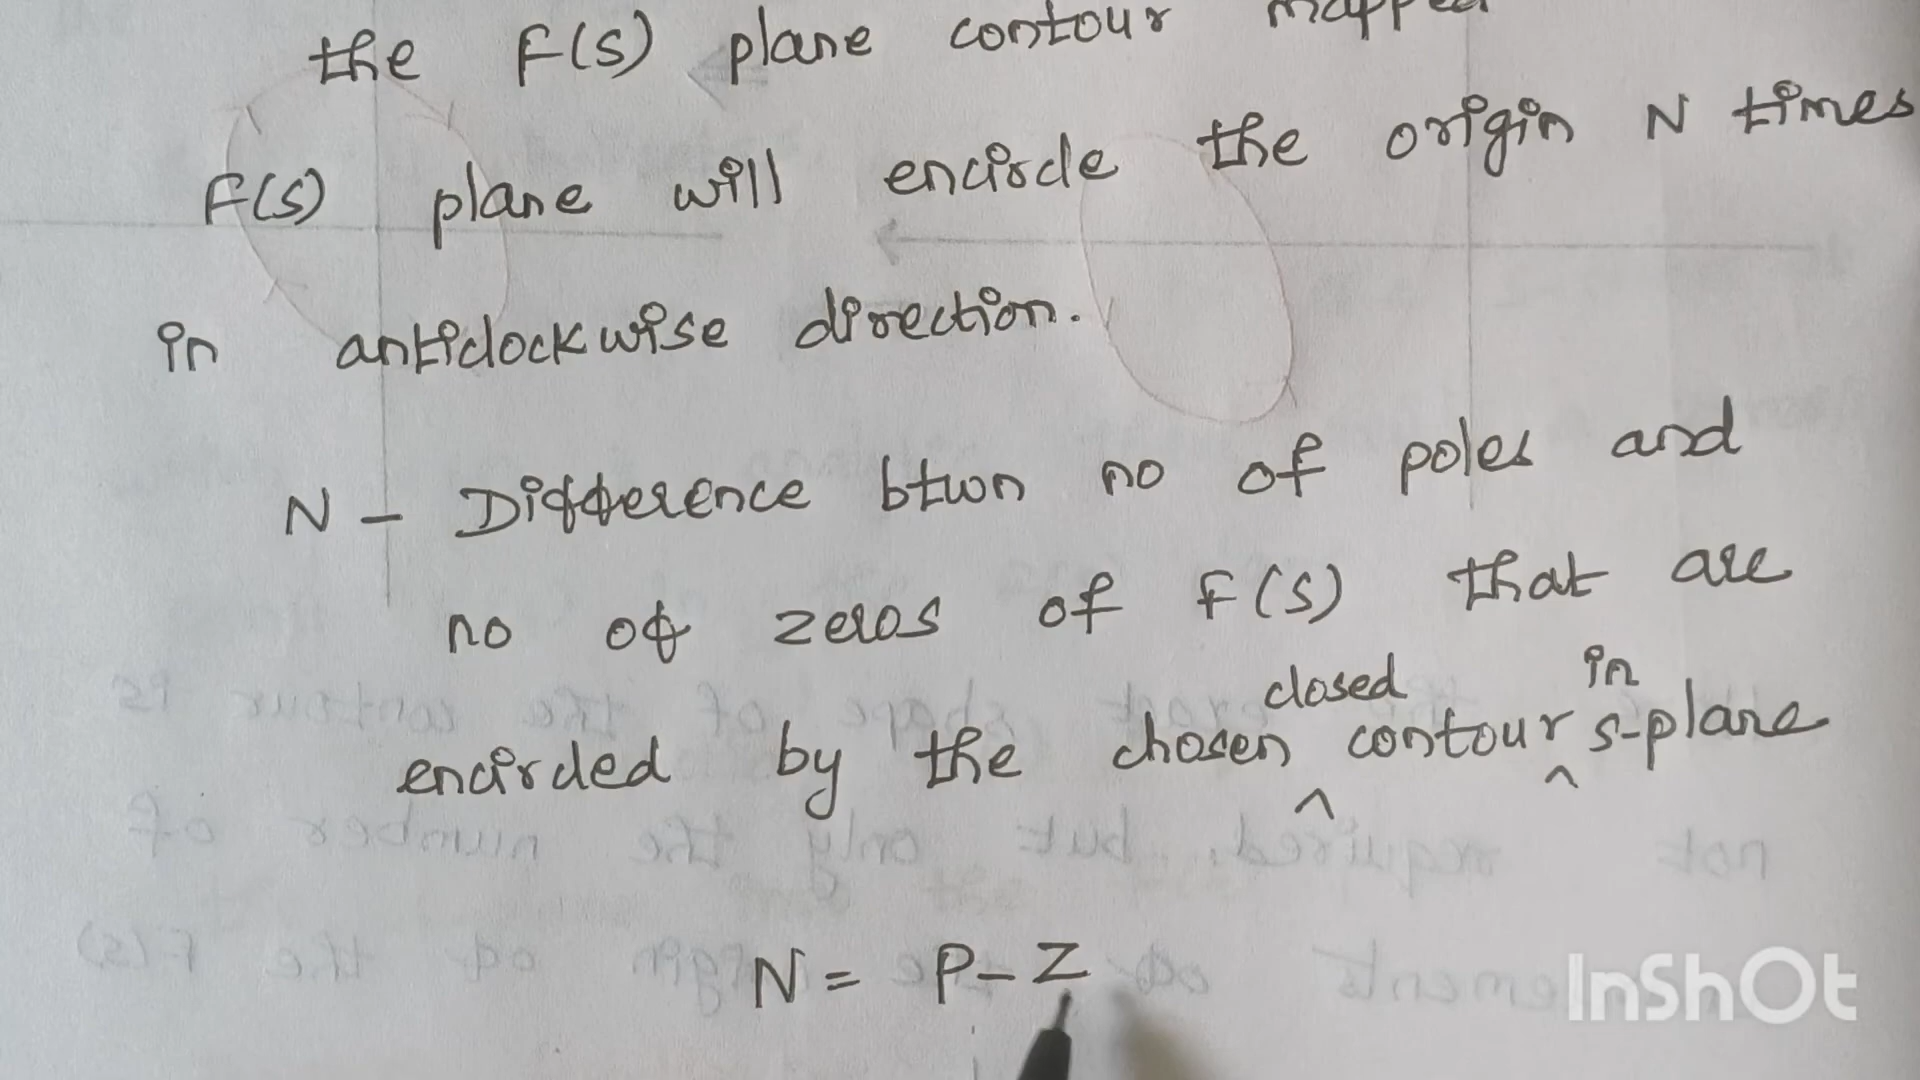 the F(s) plane contour mapped
F(s) plane will encircle the origin N times
in anticlockwise direction.
N - Difference btwn no of poles and
no of zeros of F(s) that are
closed in
encircled by the chosen ^ contour ^ s-plane
N = P-Z
InShOt